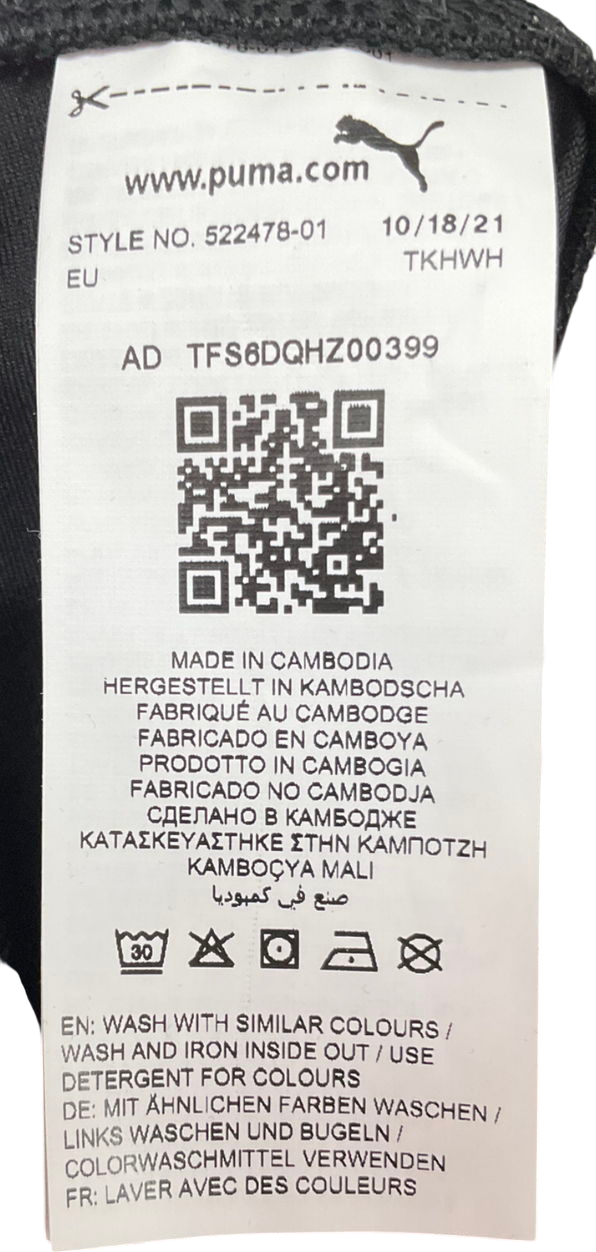 www.puma.com
STYLE NO. 522478-01 10/18/21
EU TKHWH
AD TFS6DQHZ00399
MADE IN CAMBODIA
HERGESTELLT IN KAMBODSCHA
FABRIQUÉ AU CAMBODGE
FABRICADO EN CAMBOYA
PRODOTTO IN CAMBOGIA
FABRICADO NO CAMBODJA
СДЕЛАНО В КАМБОДЖЕ
ΚΑΤΑΣΚΕΥΑΣΤΗΚΕ ΣΤΗΝ ΚΑΜΠΟΤΖΗ
KAMBOÇYA MALI
صنع في كمبوديا
30
EN: WASH WITH SIMILAR COLOURS /
WASH AND IRON INSIDE OUT / USE
DETERGENT FOR COLOURS
DE: MIT ÄHNLICHEN FARBEN WASCHEN /
LINKS WASCHEN UND BUGELN /
COLORWASCHMITTEL VERWENDEN
FR: LAVER AVEC DES COULEURS